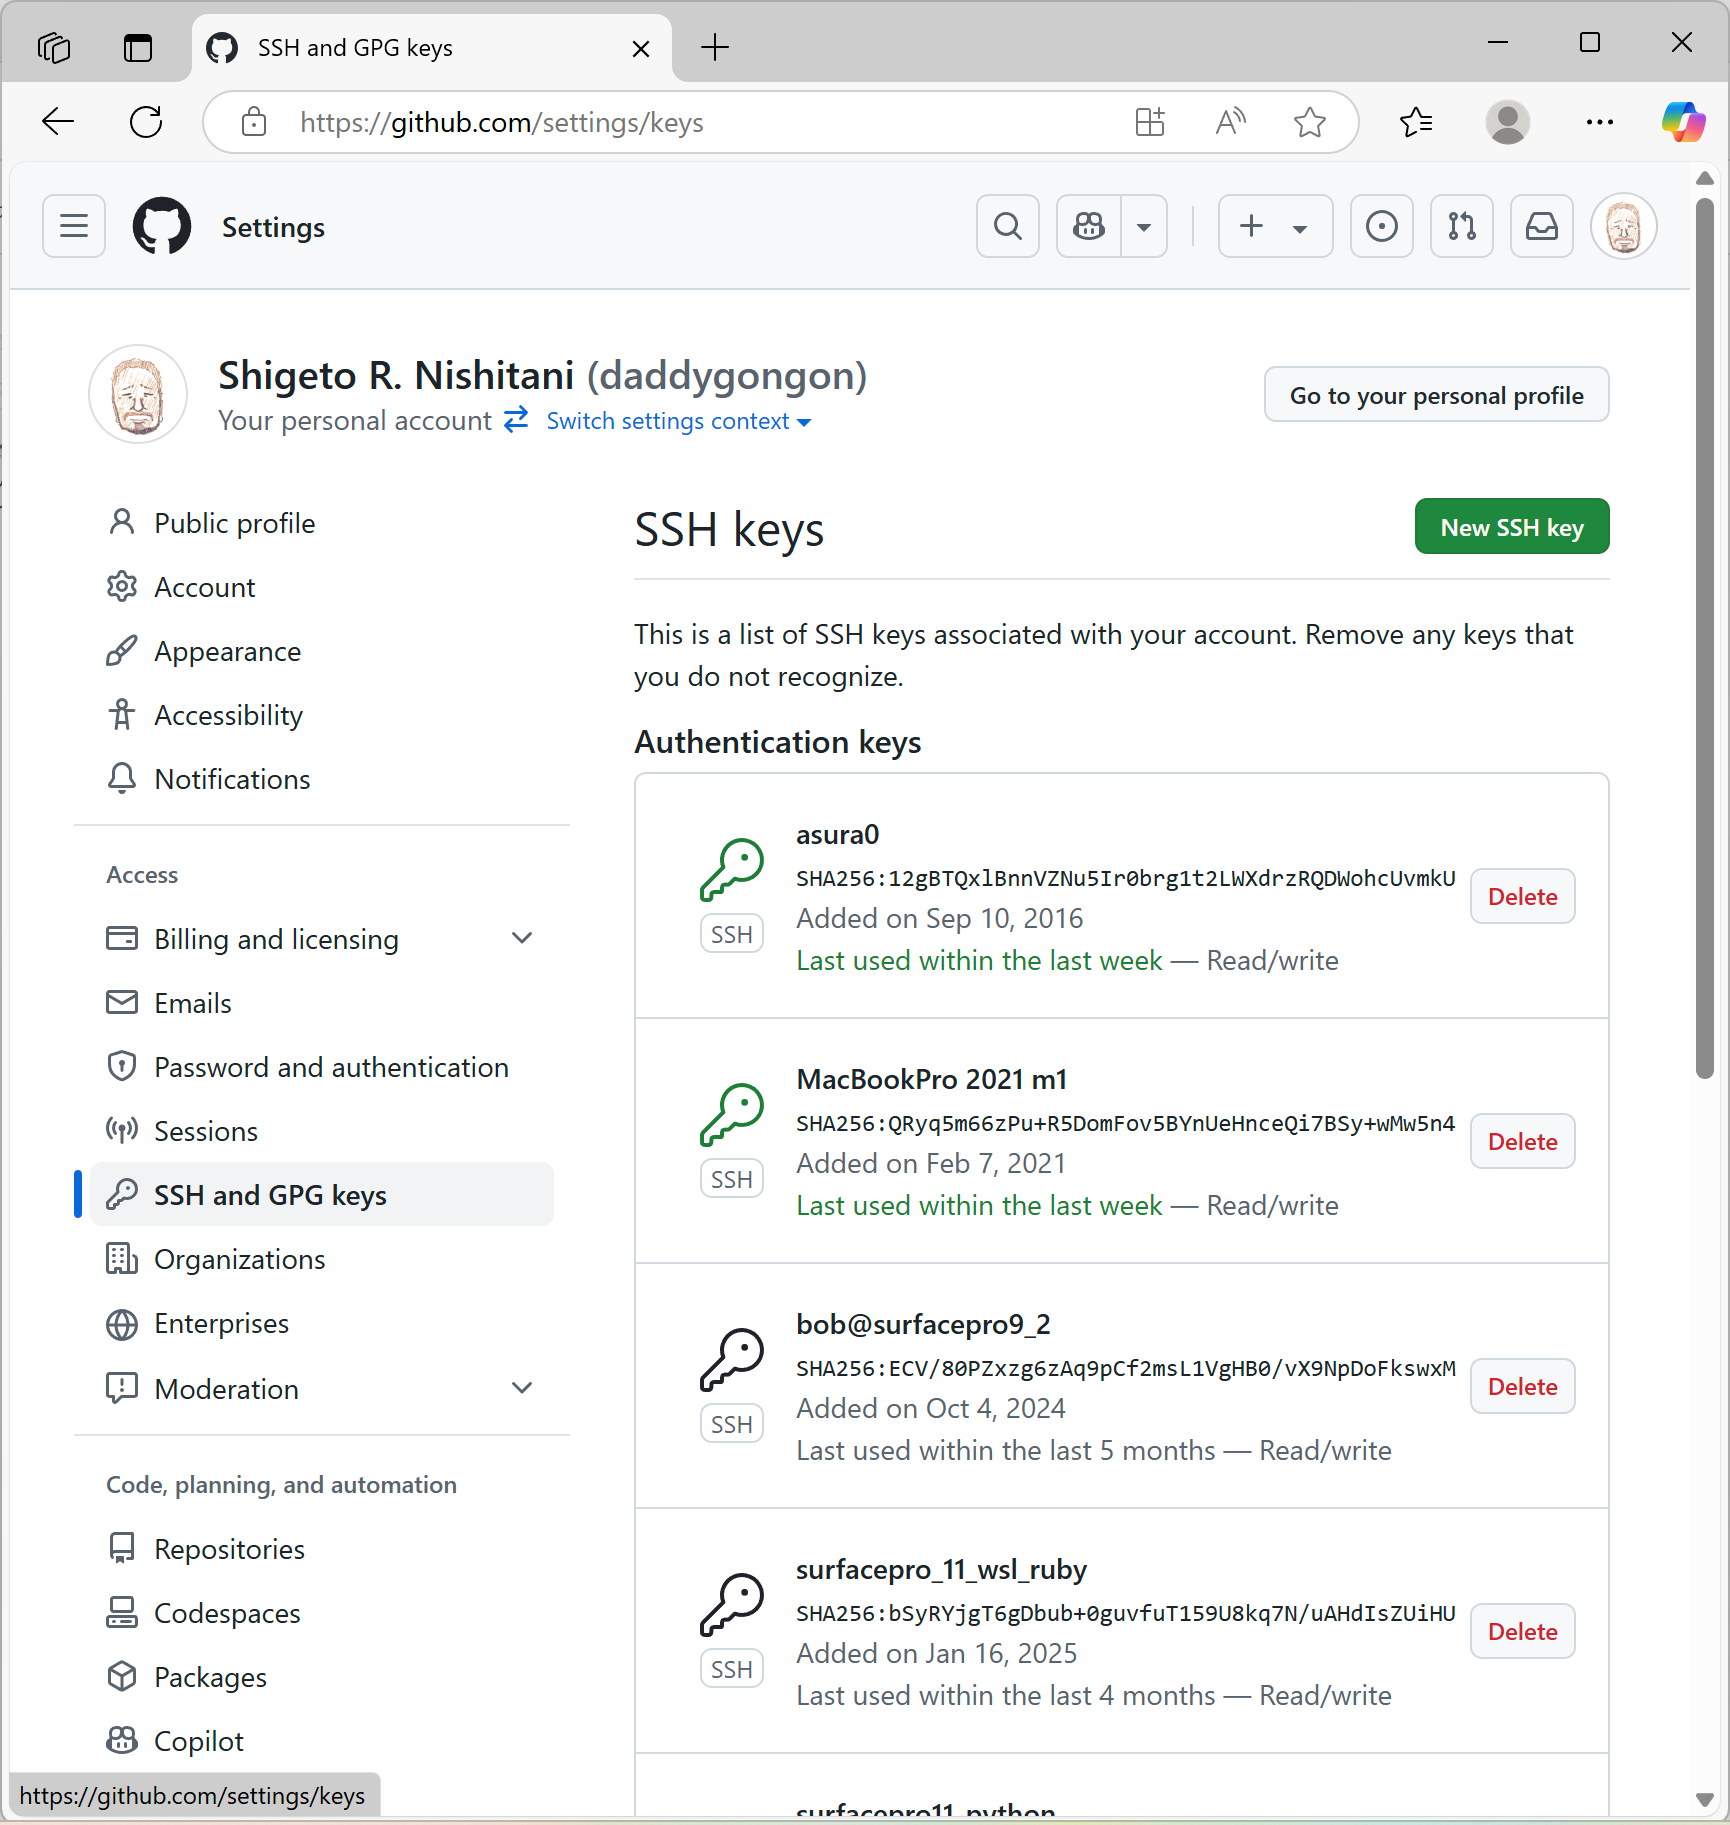 SSH and GPG keys
https://github.com/settings/keys
Settings
Shigeto R. Nishitani (daddygongon)
Your personal account Switch settings context
Go to your personal profile
Public profile
Account
Appearance
Accessibility
Notifications
Access
Billing and licensing
Emails
Password and authentication
Sessions
SSH and GPG keys
Organizations
Enterprises
Moderation
Code, planning, and automation
Repositories
Codespaces
Packages
Copilot
https://github.com/settings/keys
SSH keys
New SSH key
This is a list of SSH keys associated with your account. Remove any keys that
you do not recognize.
Authentication keys
asura0
SHA256:12gBTQxlBnnVZNu5Ir0brg1t2LWXdrzRQDWohcUvmkU
Added on Sep 10, 2016
Last used within the last week — Read/write
SSH
Delete
MacBookPro 2021 m1
SHA256:QRyq5m66zPu+R5DomFov5BYnUeHnceQi7BSy+wMw5n4
Added on Feb 7, 2021
Last used within the last week — Read/write
SSH
Delete
bob@surfacepro9_2
SHA256:ECV/80PZxzg6zAq9pCf2msL1VgHB0/vX9NpDoFkswxM
Added on Oct 4, 2024
Last used within the last 5 months — Read/write
SSH
Delete
surfacepro_11_wsl_ruby
SHA256:bSyRYjgT6gDbub+0guvfuT159U8kq7N/uAHdIsZUiHU
Added on Jan 16, 2025
Last used within the last 4 months — Read/write
SSH
Delete
surfacepro11_python